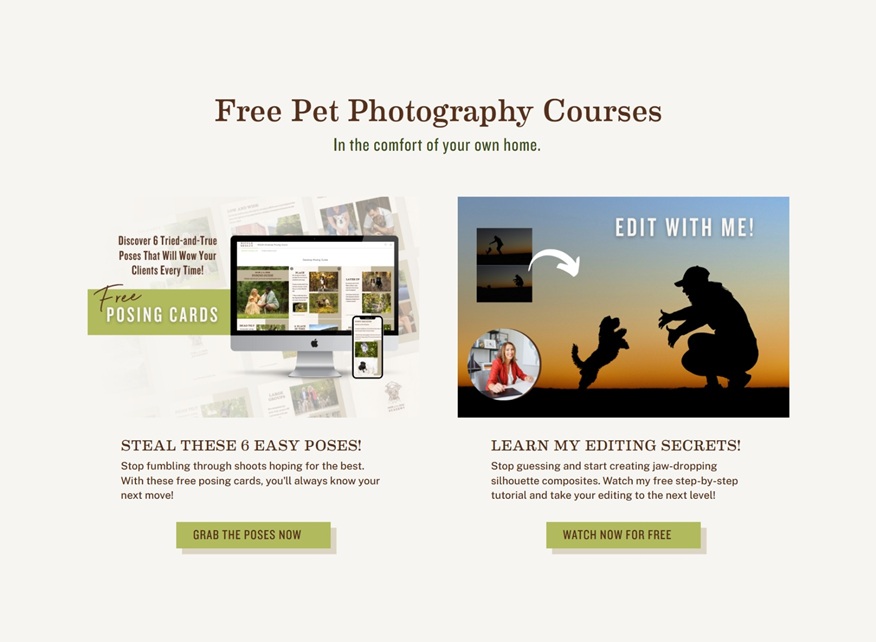 Free Pet Photography Courses
In the comfort of your own home.
Discover 6 Tried-and-True
Poses That Will Wow Your
Clients Every Time!
Free
POSING CARDS
EDIT WITH ME!
STEAL THESE 6 EASY POSES!
Stop fumbling through shoots hoping for the best.
With these free posing cards, you'll always know your
next move!
GRAB THE POSES NOW
LEARN MY EDITING SECRETS!
Stop guessing and start creating jaw-dropping
silhouette composites. Watch my free step-by-step
tutorial and take your editing to the next level!
WATCH NOW FOR FREE